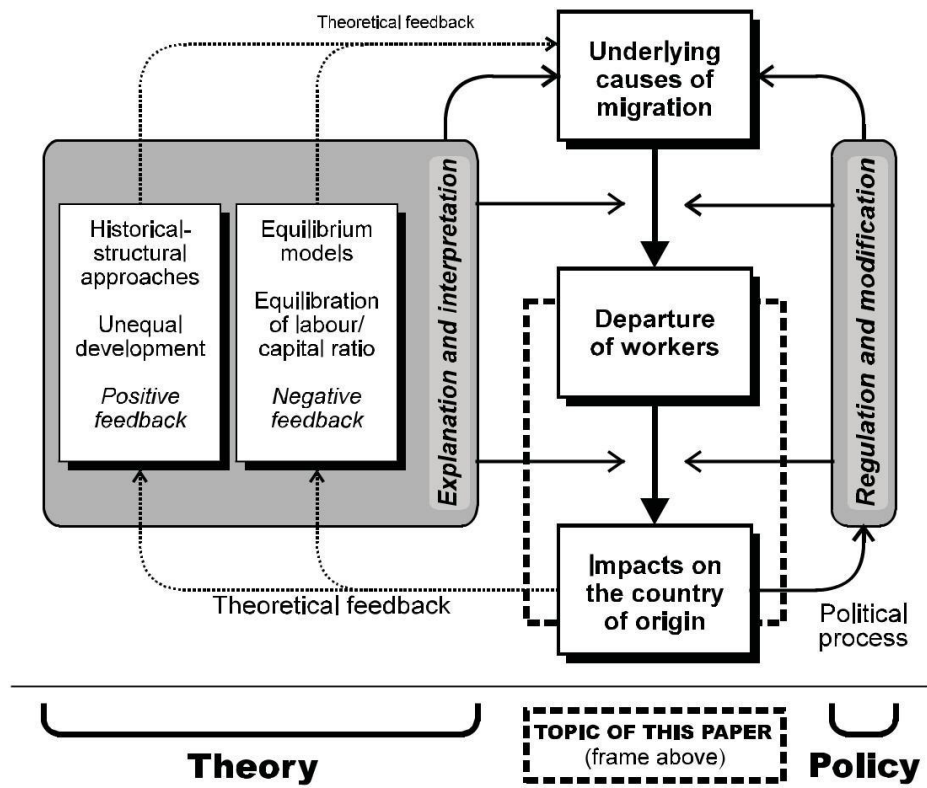 Theoretical feedback
Underlying
causes of
migration
Historical-
structural
approaches
Unequal
development
Positive
feedback
Equilibrium
models
Equilibration
of labour/
capital ratio
Negative
feedback
Explanation and interpretation
Departure
of workers
Regulation and modification
Impacts on
the country
of origin
Theoretical feedback
Political
process
Theory
TOPIC OF THIS PAPER
(frame above)
Policy